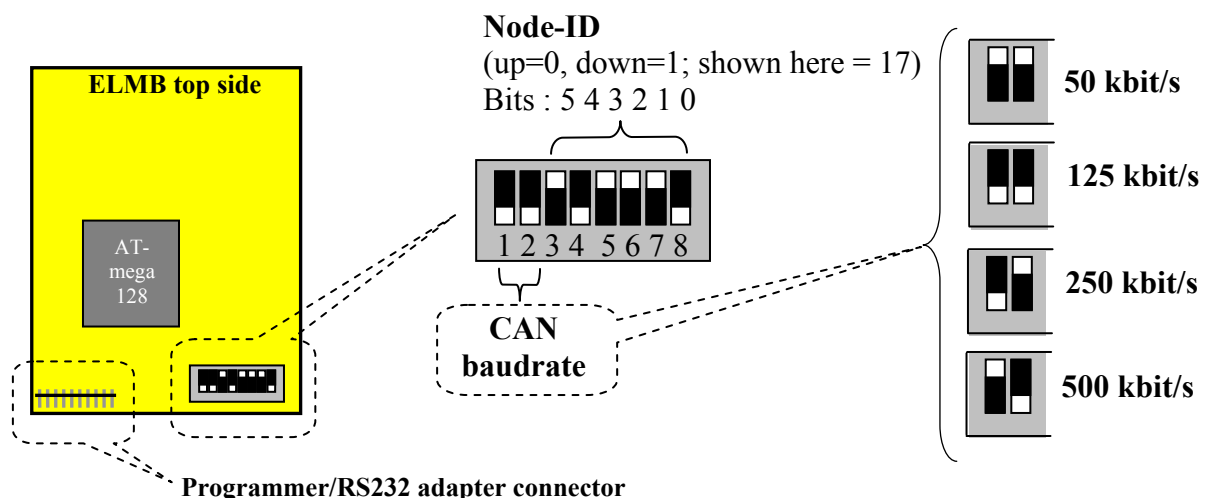 ELMB top side
AT-
mega
128
Programmer/RS232 adapter connector
Node-ID
(up=0, down=1; shown here = 17)
Bits : 5 4 3 2 1 0
1 2 3 4 5 6 7 8
CAN
baudrate
50 kbit/s
125 kbit/s
250 kbit/s
500 kbit/s